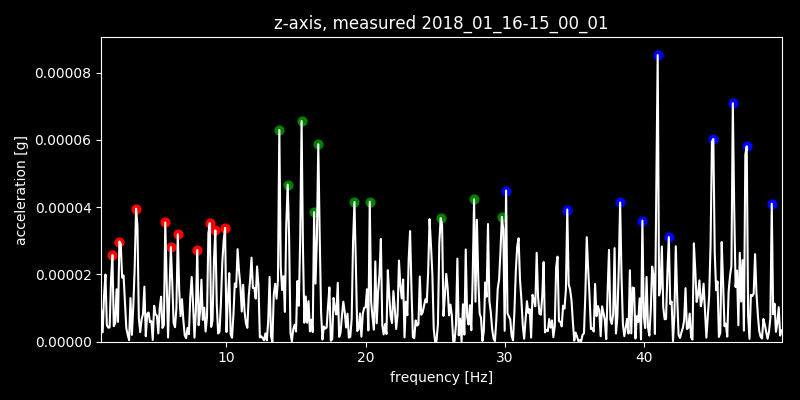 z-axis, measured 2018_01_16-15_00_01
0.00008
0.00006
0.00004
0.00002
0.00000
acceleration [g]
10 20 30 40
frequency [Hz]